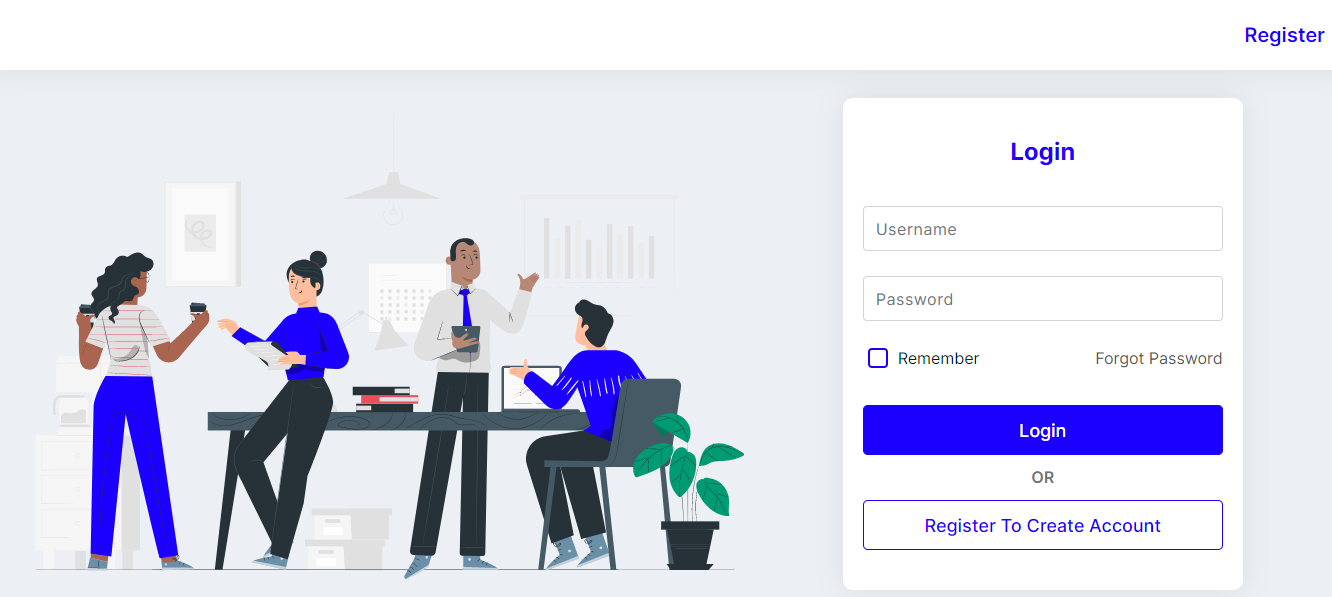 Register
Login
Username
Password
Remember Forgot Password
Login
OR
Register To Create Account